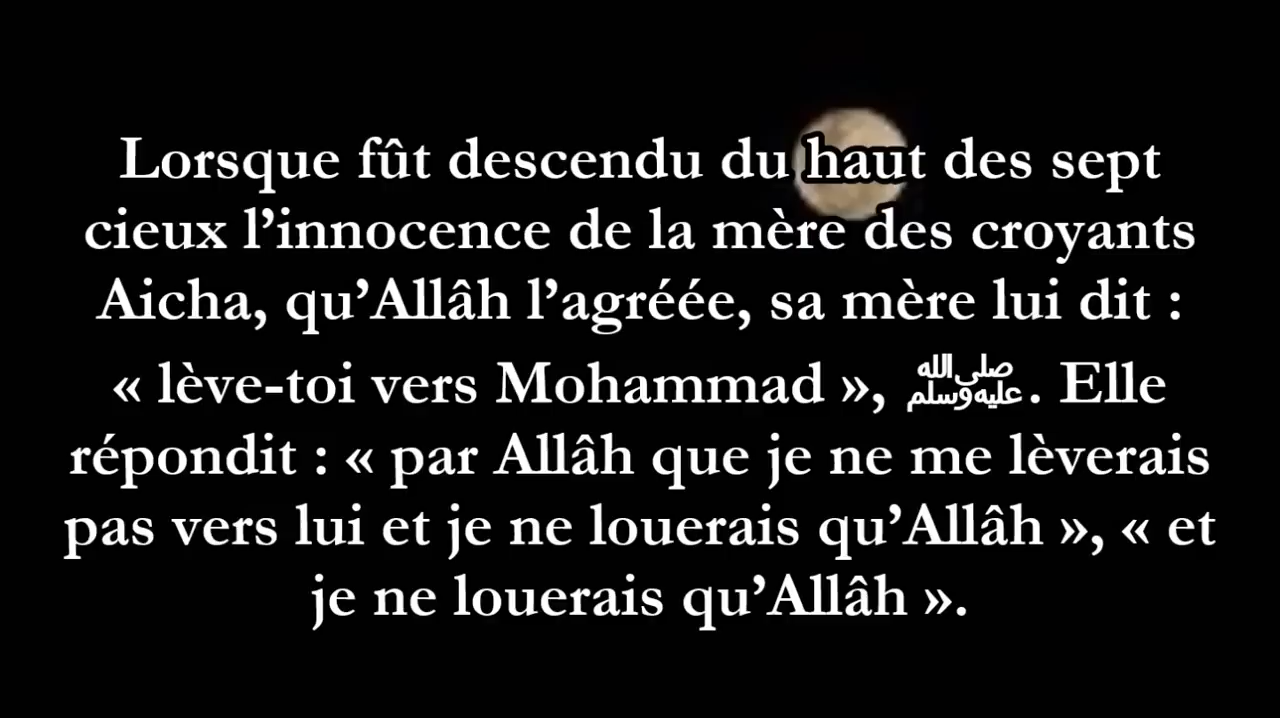 Lorsque fût descendu du haut des sept
cieux l’innocence de la mère des croyants
Aicha, qu’Allâh l’agréée, sa mère lui dit :
« lève-toi vers Mohammad », ﷺ. Elle
répondit : « par Allâh que je ne me lèverais
pas vers lui et je ne louerais qu’Allâh », « et
je ne louerais qu’Allâh ».